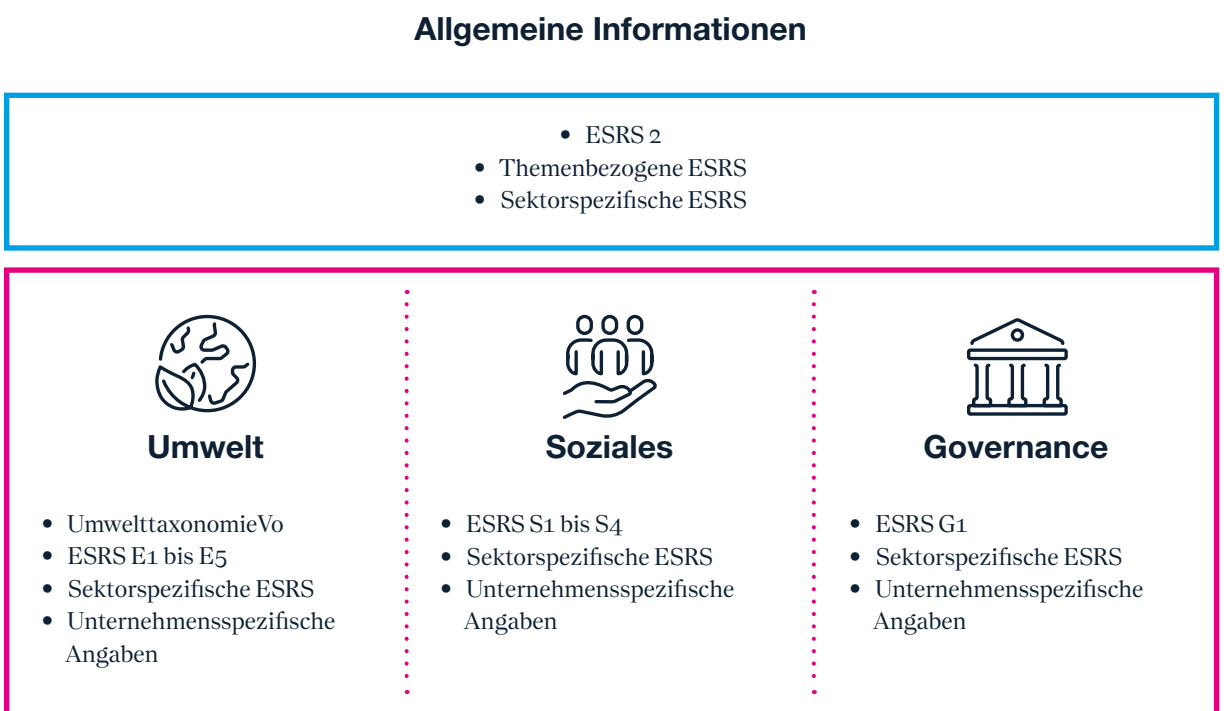 Allgemeine Informationen
• ESRS 2
• Themenbezogene ESRS
• Sektorspezifische ESRS
Umwelt
• UmwelttaxonomieVo
• ESRS E1 bis E5
• Sektorspezifische ESRS
• Unternehmensspezifische
Angaben
Soziales
• ESRS S1 bis S4
• Sektorspezifische ESRS
• Unternehmensspezifische
Angaben
Governance
• ESRS G1
• Sektorspezifische ESRS
• Unternehmensspezifische
Angaben